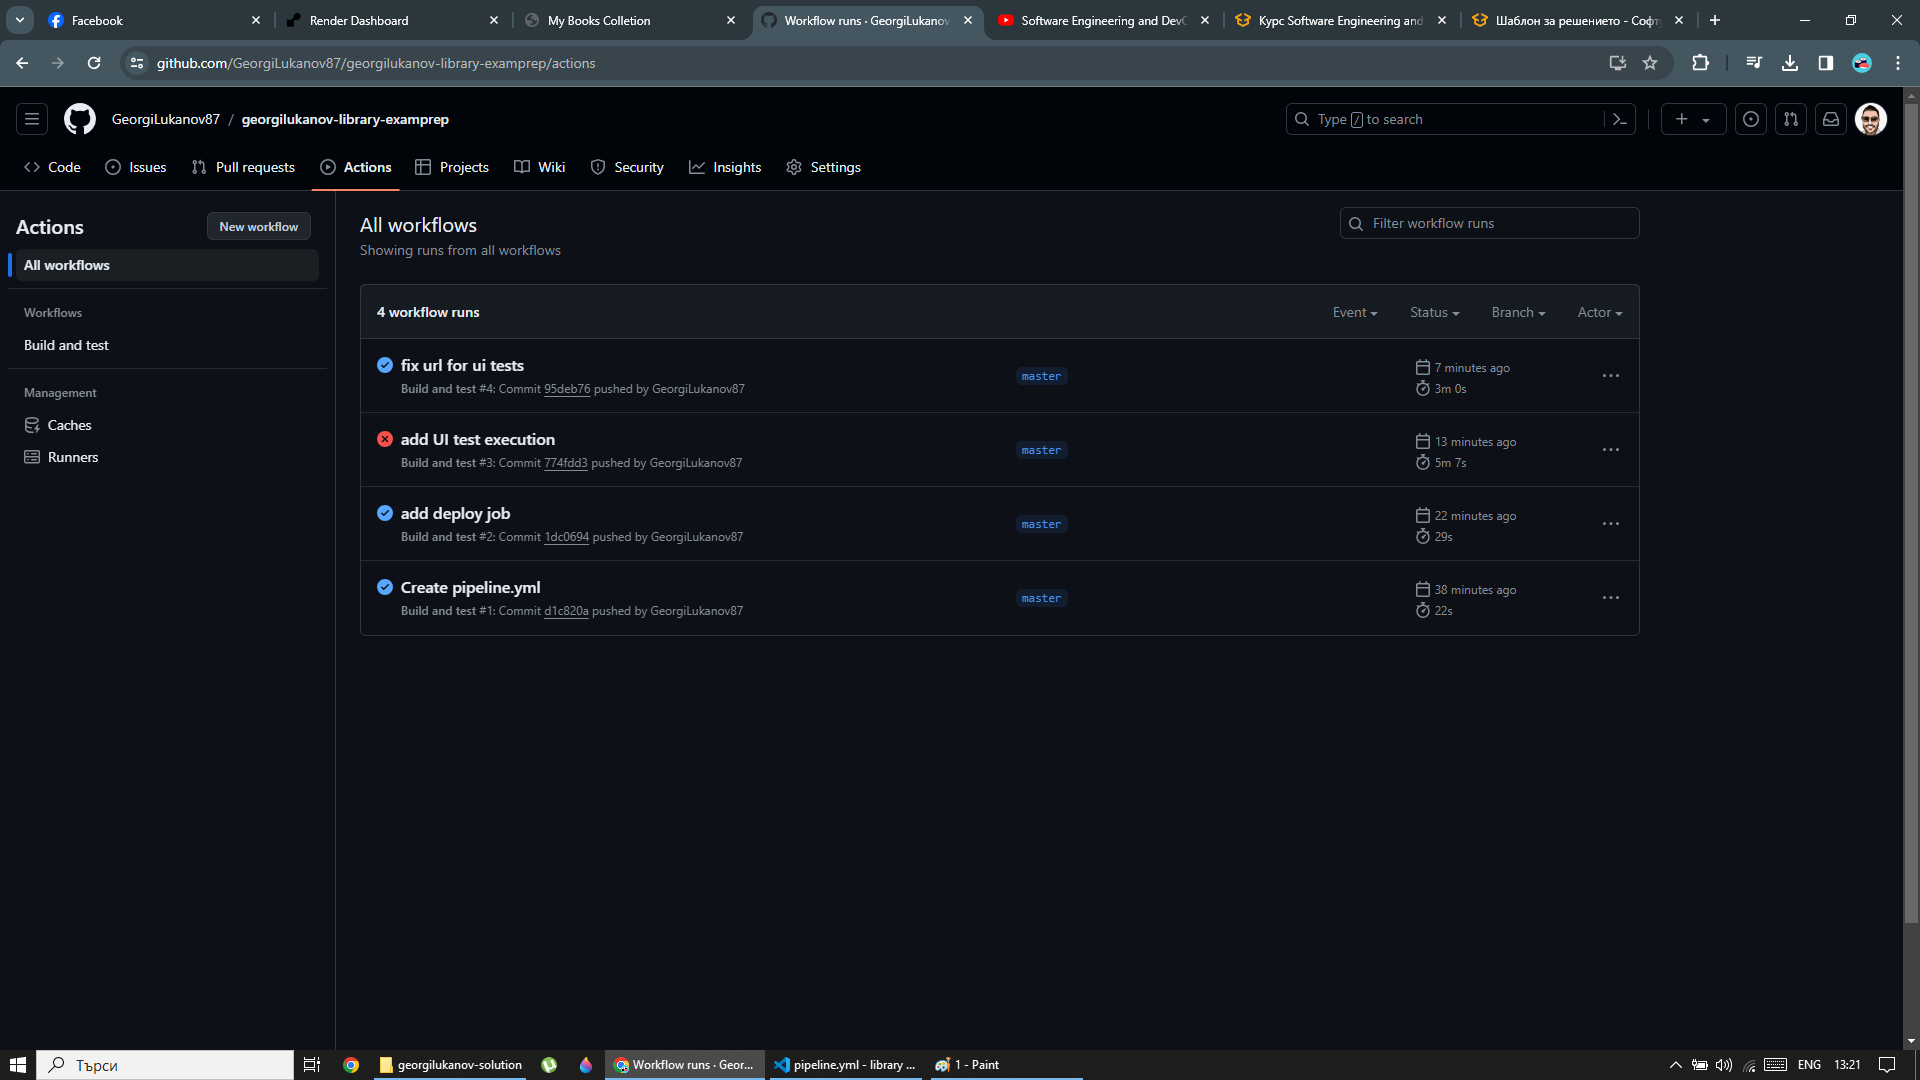 Facebook
Render Dashboard
My Books Colletion
Workflow runs · GeorgiLukanov
Software Engineering and DevO
Курс Software Engineering and
Шаблон за решението - Софту
github.com/GeorgiLukanov87/georgilukanov-library-examprep/actions
GeorgiLukanov87 / georgilukanov-library-examprep
Type / to search
Code
Issues
Pull requests
Actions
Projects
Wiki
Security
Insights
Settings
Actions
New workflow
All workflows
Workflows
Build and test
Management
Caches
Runners
All workflows
Showing runs from all workflows
Filter workflow runs
4 workflow runs
Event
Status
Branch
Actor
fix url for ui tests
Build and test #4: Commit 95deb76 pushed by GeorgiLukanov87
master
7 minutes ago
3m 0s
add UI test execution
Build and test #3: Commit 774fdd3 pushed by GeorgiLukanov87
master
13 minutes ago
5m 7s
add deploy job
Build and test #2: Commit 1dc0694 pushed by GeorgiLukanov87
master
22 minutes ago
29s
Create pipeline.yml
Build and test #1: Commit d1c820a pushed by GeorgiLukanov87
master
38 minutes ago
22s
Търси
georgilukanov-solution
Workflow runs · Geor...
pipeline.yml - library ...
1 - Paint
ENG
13:21